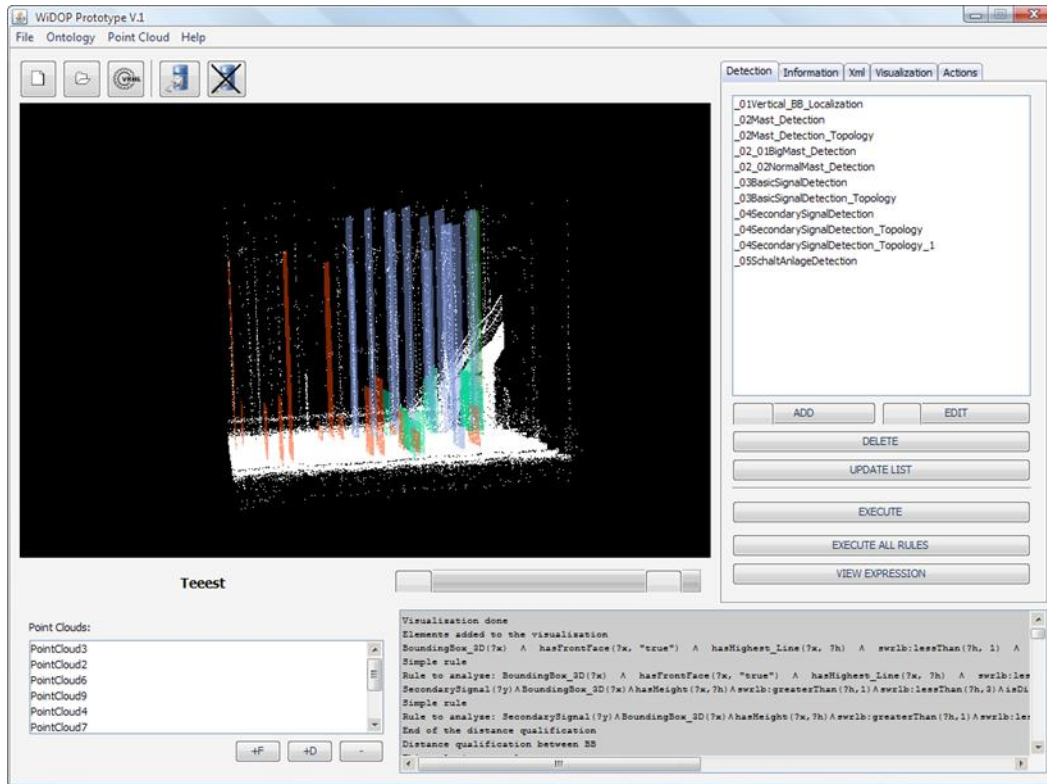 WiDOP Prototype V.1
File Ontology Point Cloud Help
VRML
Detection Information Xml Visualization Actions
_01Vertical_BB_Localization
_02Mast_Detection
_02Mast_Detection_Topology
_02_01BigMast_Detection
_02_02NormalMast_Detection
_03BasicSignalDetection
_03BasicSignalDetection_Topology
_04SecondarySignalDetection
_04SecondarySignalDetection_Topology
_04SecondarySignalDetection_Topology_1
_05SchaltAnlageDetection
ADD EDIT
DELETE
UPDATE LIST
EXECUTE
EXECUTE ALL RULES
VIEW EXPRESSION
Teeest
Point Clouds:
PointCloud3
PointCloud2
PointCloud6
PointCloud9
PointCloud4
PointCloud7
+F +D -
Visualization done
Elements added to the visualization
BoundingBox_3D(?x) ∧ hasFrontFace(?x, "true") ∧ hasHighest_Line(?x, ?h) ∧ swrlb:lessThan(?h, 1) ∧
Simple rule
Rule to analyse: BoundingBox_3D(?x) ∧ hasFrontFace(?x, "true") ∧ hasHighest_Line(?x, ?h) ∧ swrlb:les
SecondarySignal(?y)∧BoundingBox_3D(?x)∧hasHeight(?x,?h)∧swrlb:greaterThan(?h,1)∧swrlb:lessThan(?h,3)∧isDi
Simple rule
Rule to analyse: SecondarySignal(?y)∧BoundingBox_3D(?x)∧hasHeight(?x,?h)∧swrlb:greaterThan(?h,1)∧swrlb:les
End of the distance qualification
Distance qualification between BB